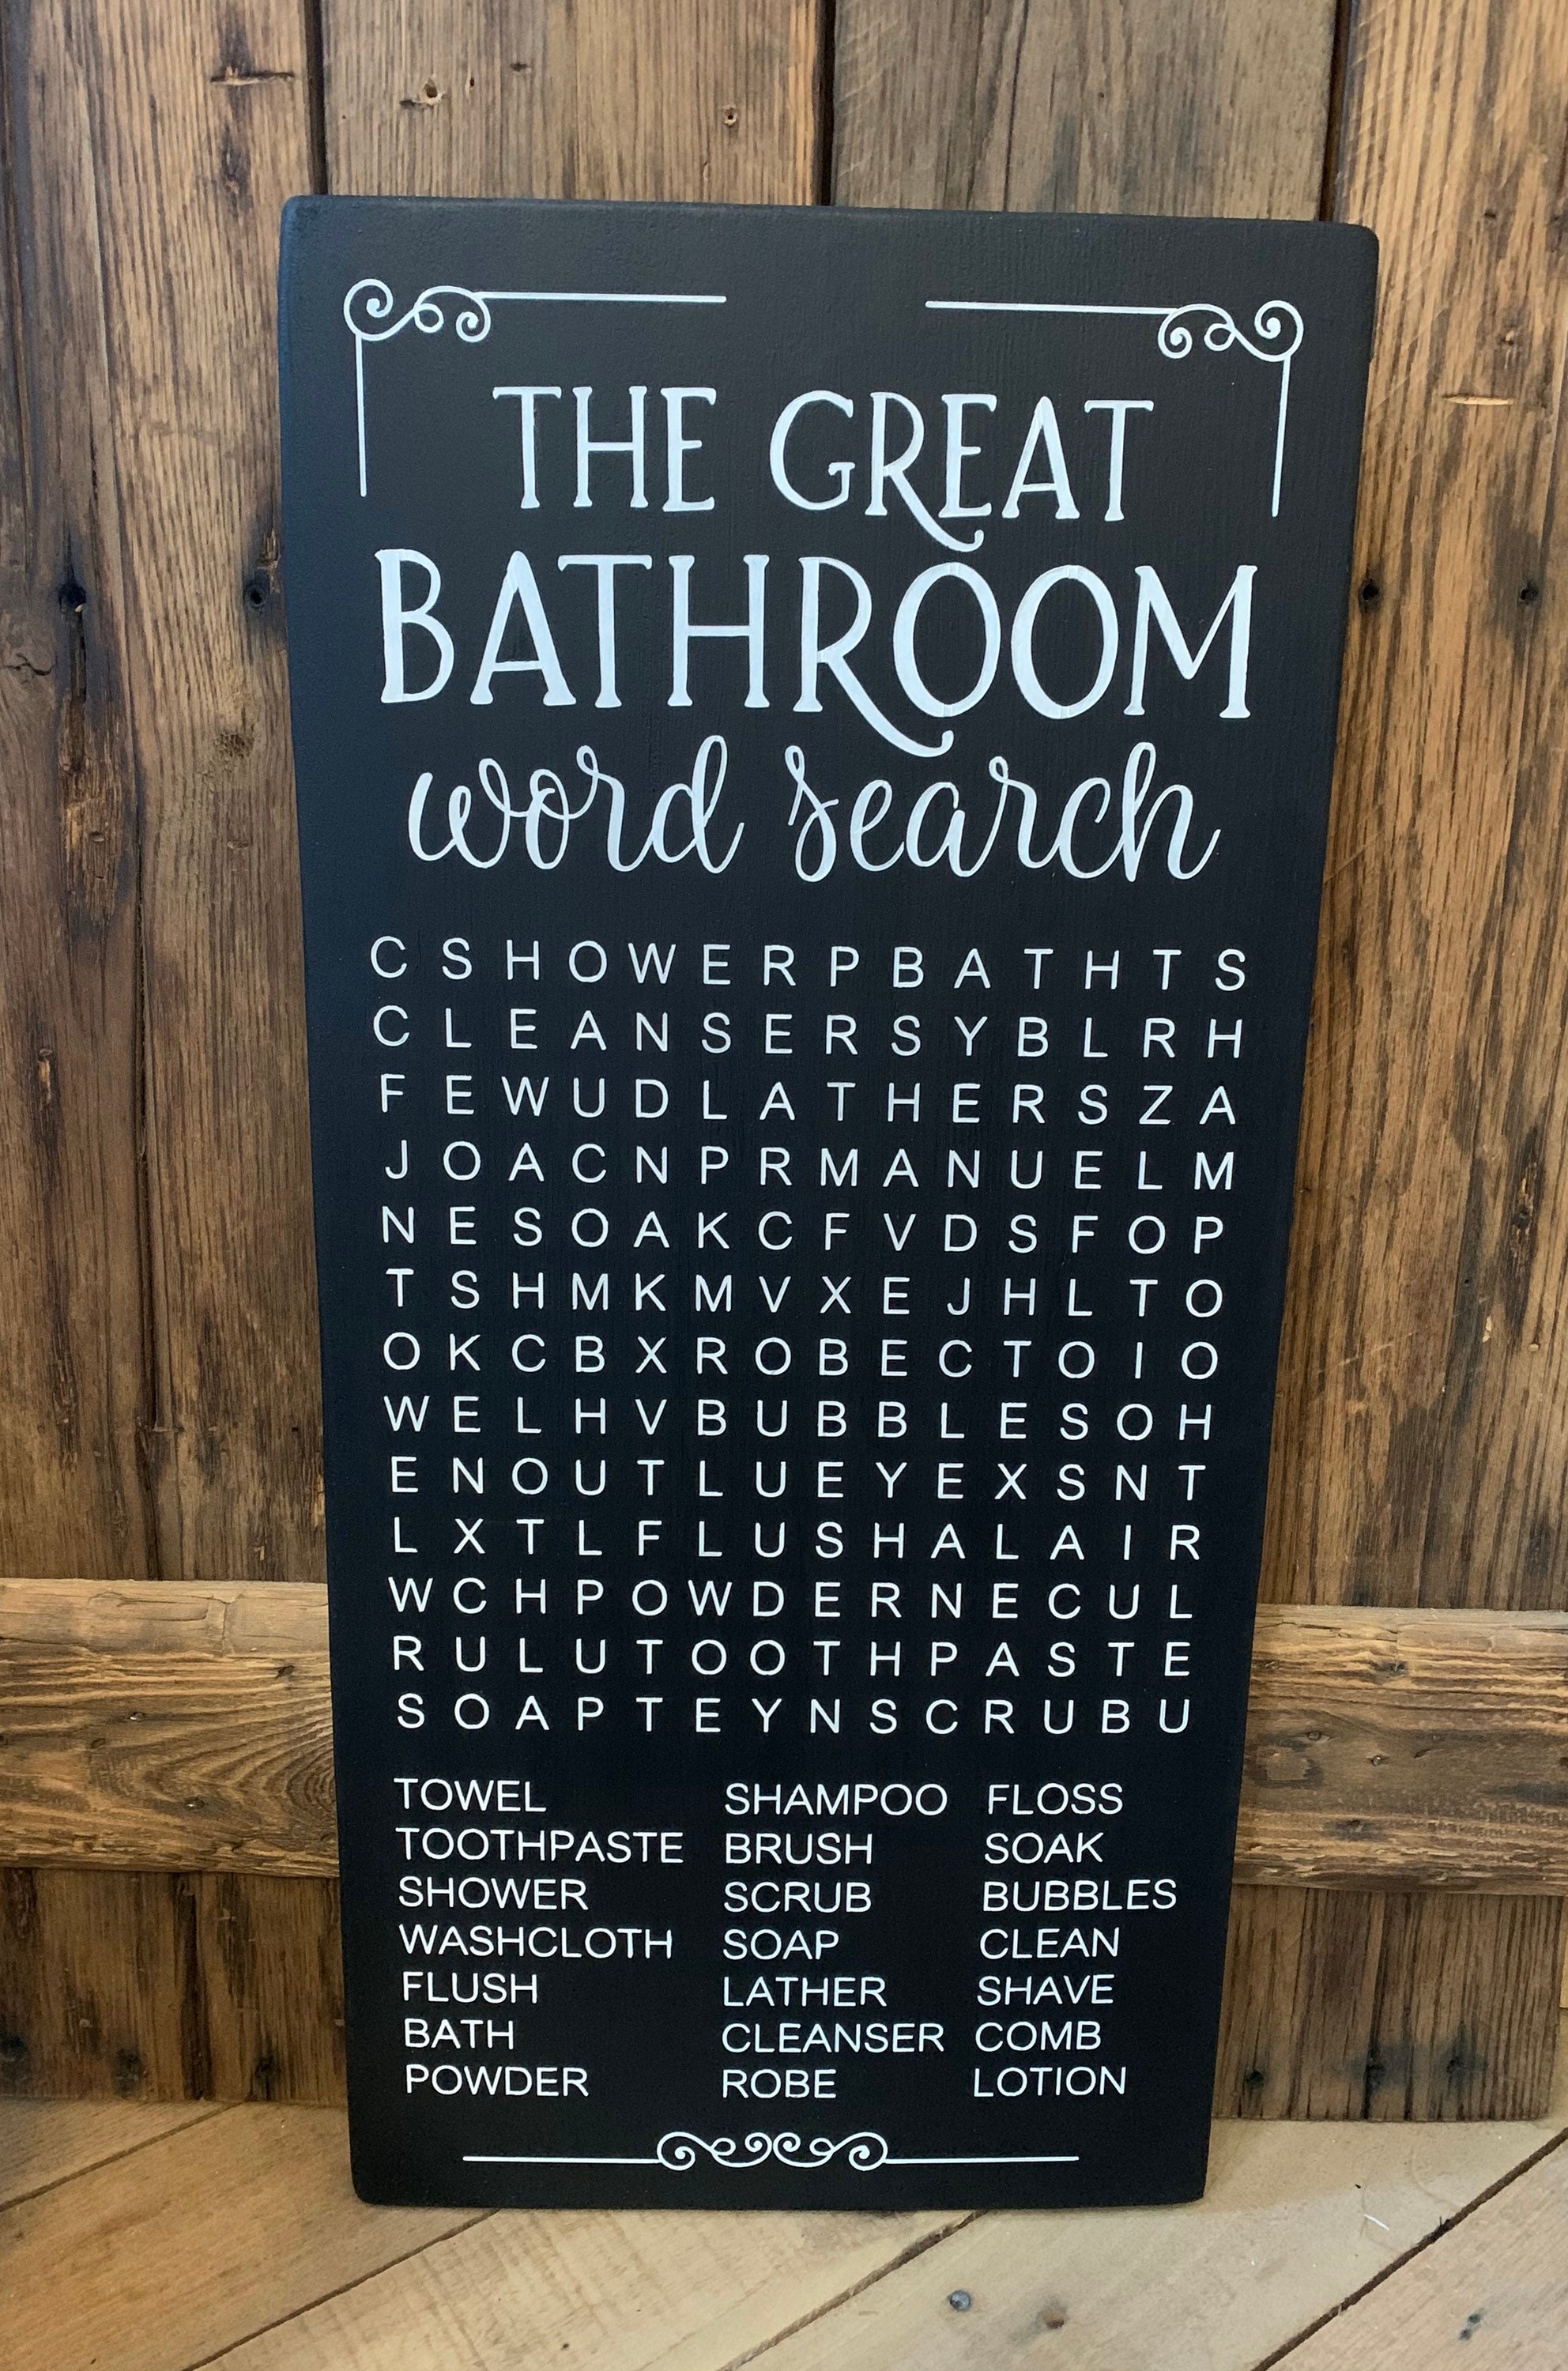 THE GREAT
BATHROOM
word search
C S H O W E R P B A T H T S
C L E A N S E R S Y B L R H
F E W U D L A T H E R S Z A
J O A C N P R M A N U E L M
N E S O A K C F V D S F O P
T S H M K M V X E J H L T O
O K C B X R O B E C T O I O
W E L H V B U B B L E S O H
E N O U T L U E Y E X S N T
L X T L F L U S H A L A I R
W C H P O W D E R N E C U L
R U L U T O O T H P A S T E
S O A P T E Y N S C R U B U
TOWEL SHAMPOO FLOSS
TOOTHPASTE BRUSH SOAK
SHOWER SCRUB BUBBLES
WASHCLOTH SOAP CLEAN
FLUSH LATHER SHAVE
BATH CLEANSER COMB
POWDER ROBE LOTION